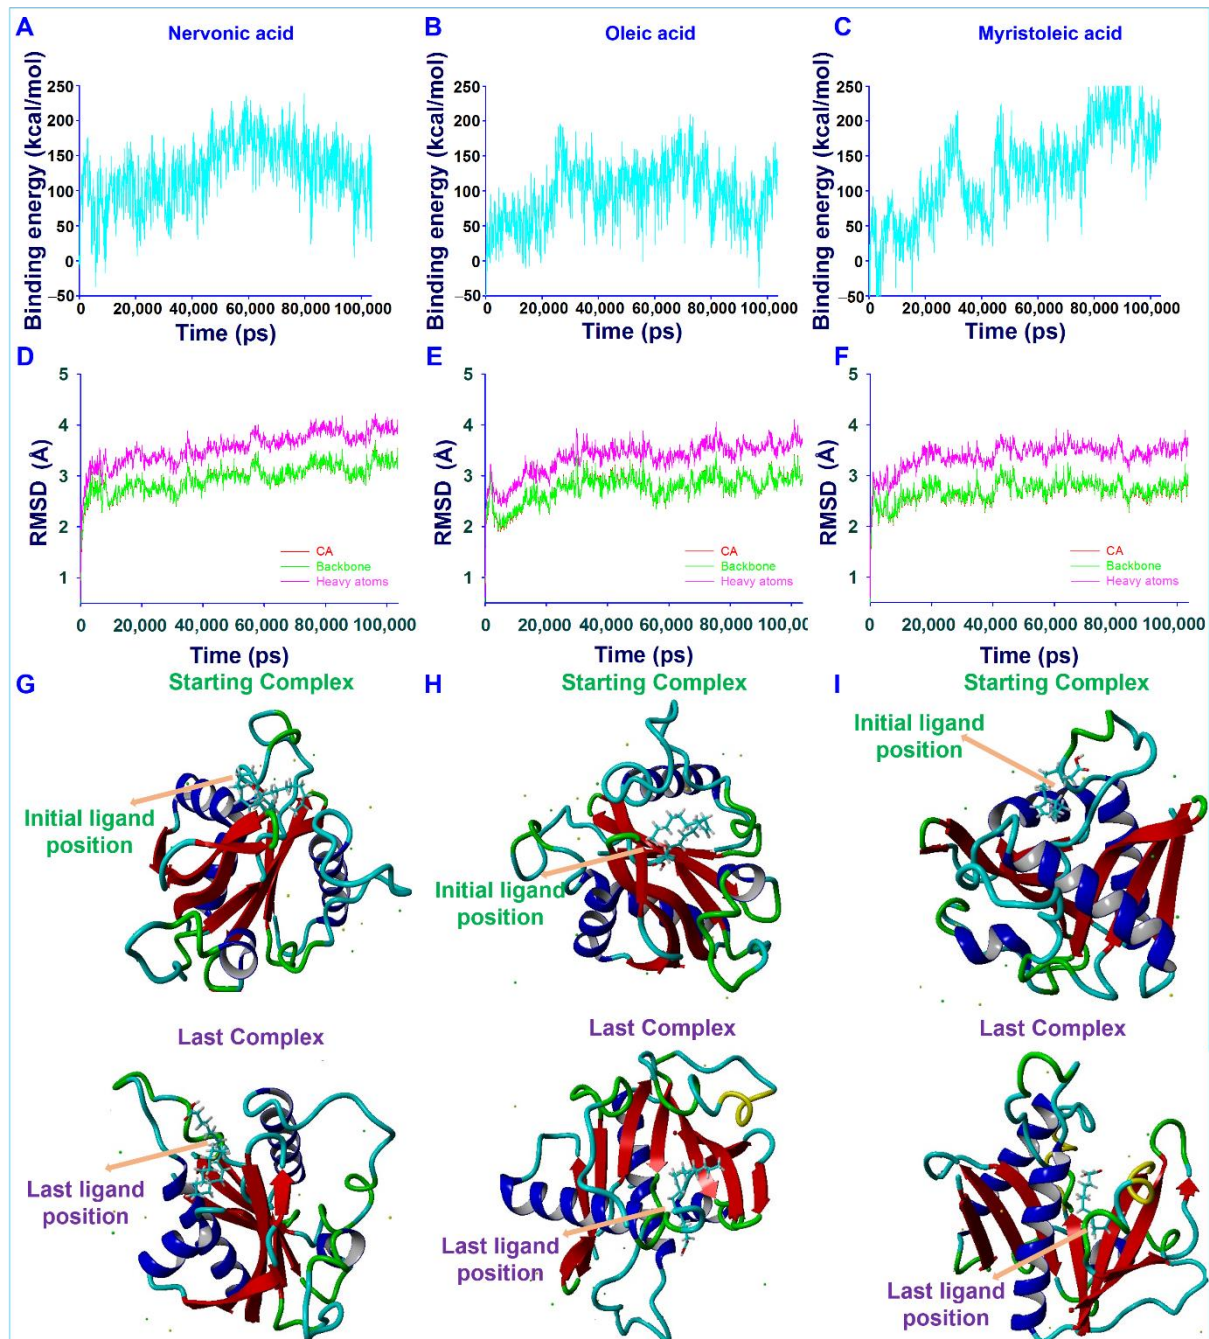 A
Nervonic acid
Binding energy (kcal/mol)
250
200
150
100
50
0
−50
0 20,000 40,000 60,000 80,000 100,000
Time (ps)
B
Oleic acid
Binding energy (kcal/mol)
250
200
150
100
50
0
−50
0 20,000 40,000 60,000 80,000 100,000
Time (ps)
C
Myristoleic acid
Binding energy (kcal/mol)
250
200
150
100
50
0
−50
0 20,000 40,000 60,000 80,000 100,000
Time (ps)
D
RMSD (Å)
5
4
3
2
1
CA
Backbone
Heavy atoms
0 20,000 40,000 60,000 80,000 100,000
Time (ps)
E
RMSD (Å)
5
4
3
2
1
CA
Backbone
Heavy atoms
0 20,000 40,000 60,000 80,000 100,00
Time (ps)
F
RMSD (Å)
5
4
3
2
1
CA
Backbone
Heavy atoms
0 20,000 40,000 60,000 80,000 100,000
Time (ps)
G
Starting Complex
Initial ligand
position
Last Complex
Last ligand
position
H
Starting Complex
Initial ligand
position
Last Complex
Last ligand
position
I
Starting Complex
Initial ligand
position
Last Complex
Last ligand
position